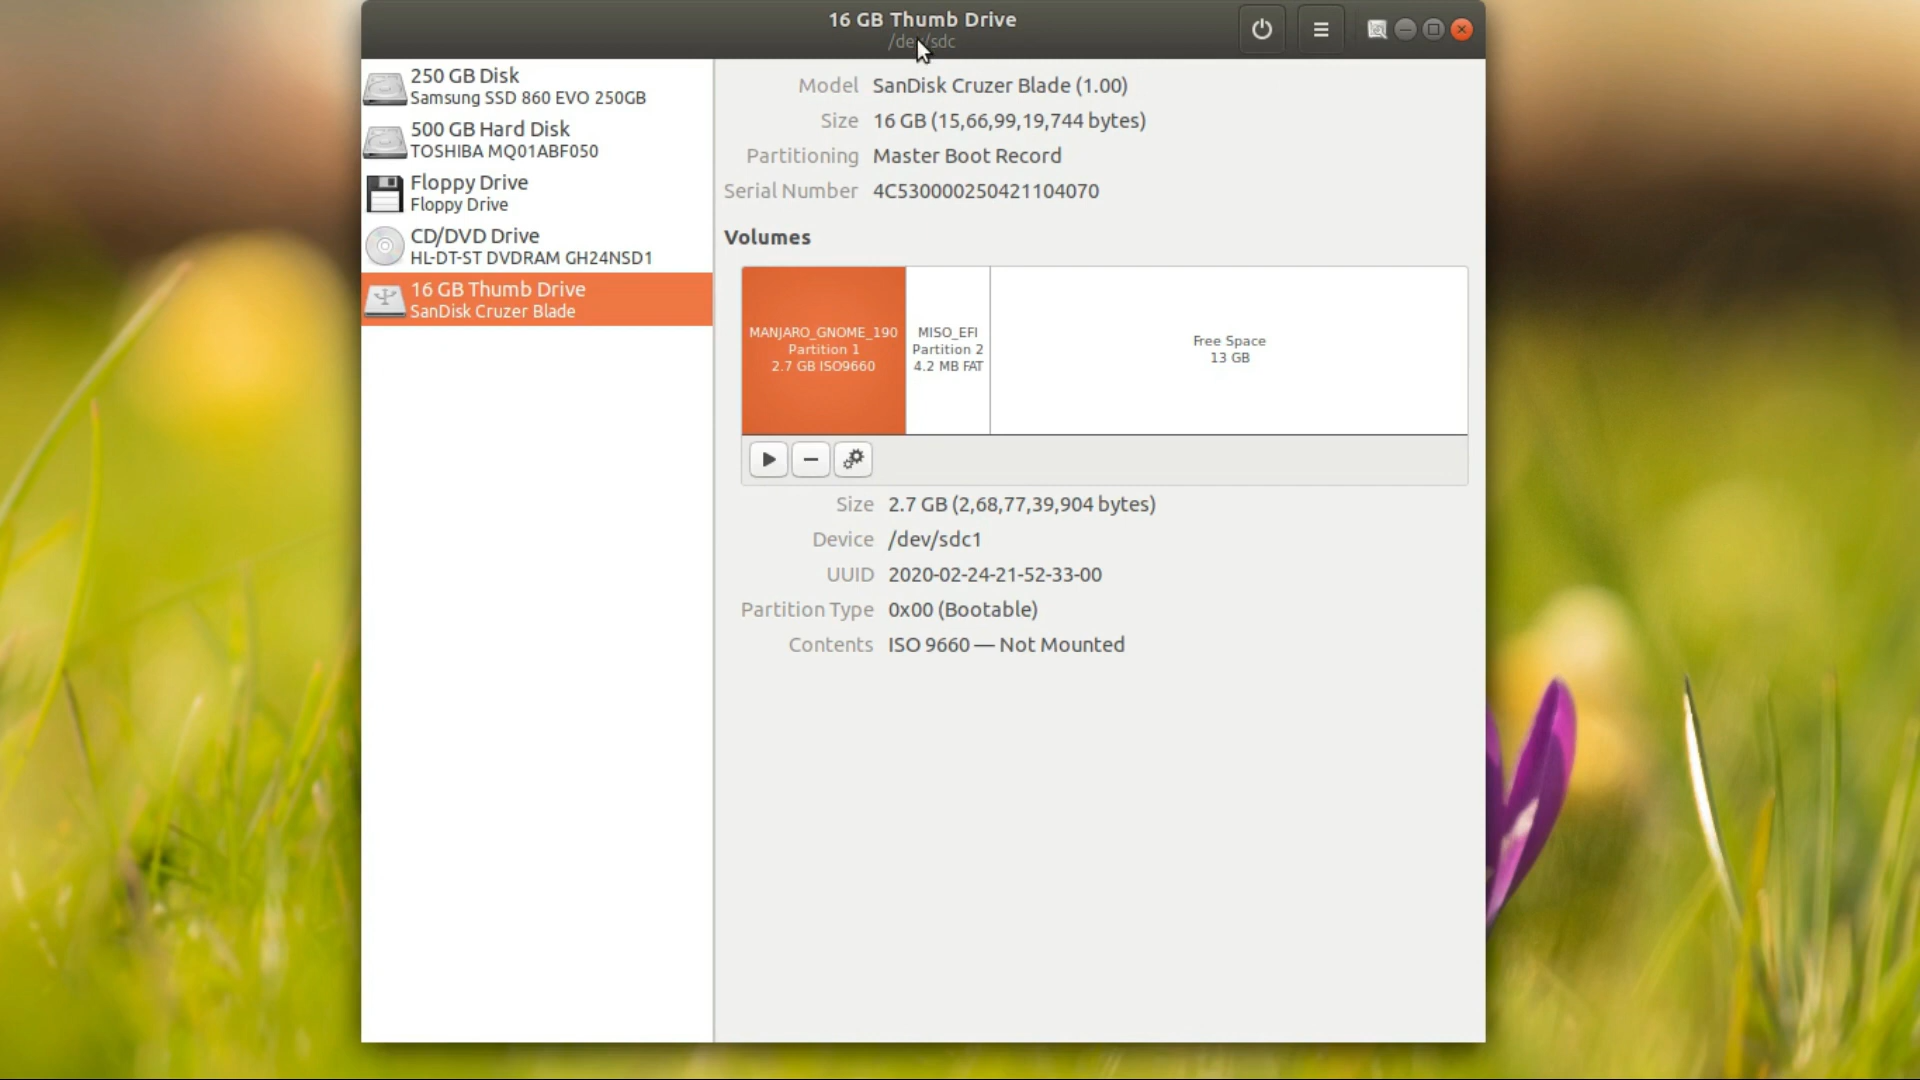 16 GB Thumb Drive
/dev/sdc
250 GB Disk
Samsung SSD 860 EVO 250GB
500 GB Hard Disk
TOSHIBA MQ01ABF050
Floppy Drive
Floppy Drive
CD/DVD Drive
HL-DT-ST DVDRAM GH24NSD1
16 GB Thumb Drive
SanDisk Cruzer Blade
Model SanDisk Cruzer Blade (1.00)
Size 16 GB (15,66,99,19,744 bytes)
Partitioning Master Boot Record
Serial Number 4C530000250421104070
Volumes
MANJARO_GNOME_190
Partition 1
2.7 GB ISO9660
MISO_EFI
Partition 2
4.2 MB FAT
Free Space
13 GB
Size 2.7 GB (2,68,77,39,904 bytes)
Device /dev/sdc1
UUID 2020-02-24-21-52-33-00
Partition Type 0x00 (Bootable)
Contents ISO 9660 — Not Mounted